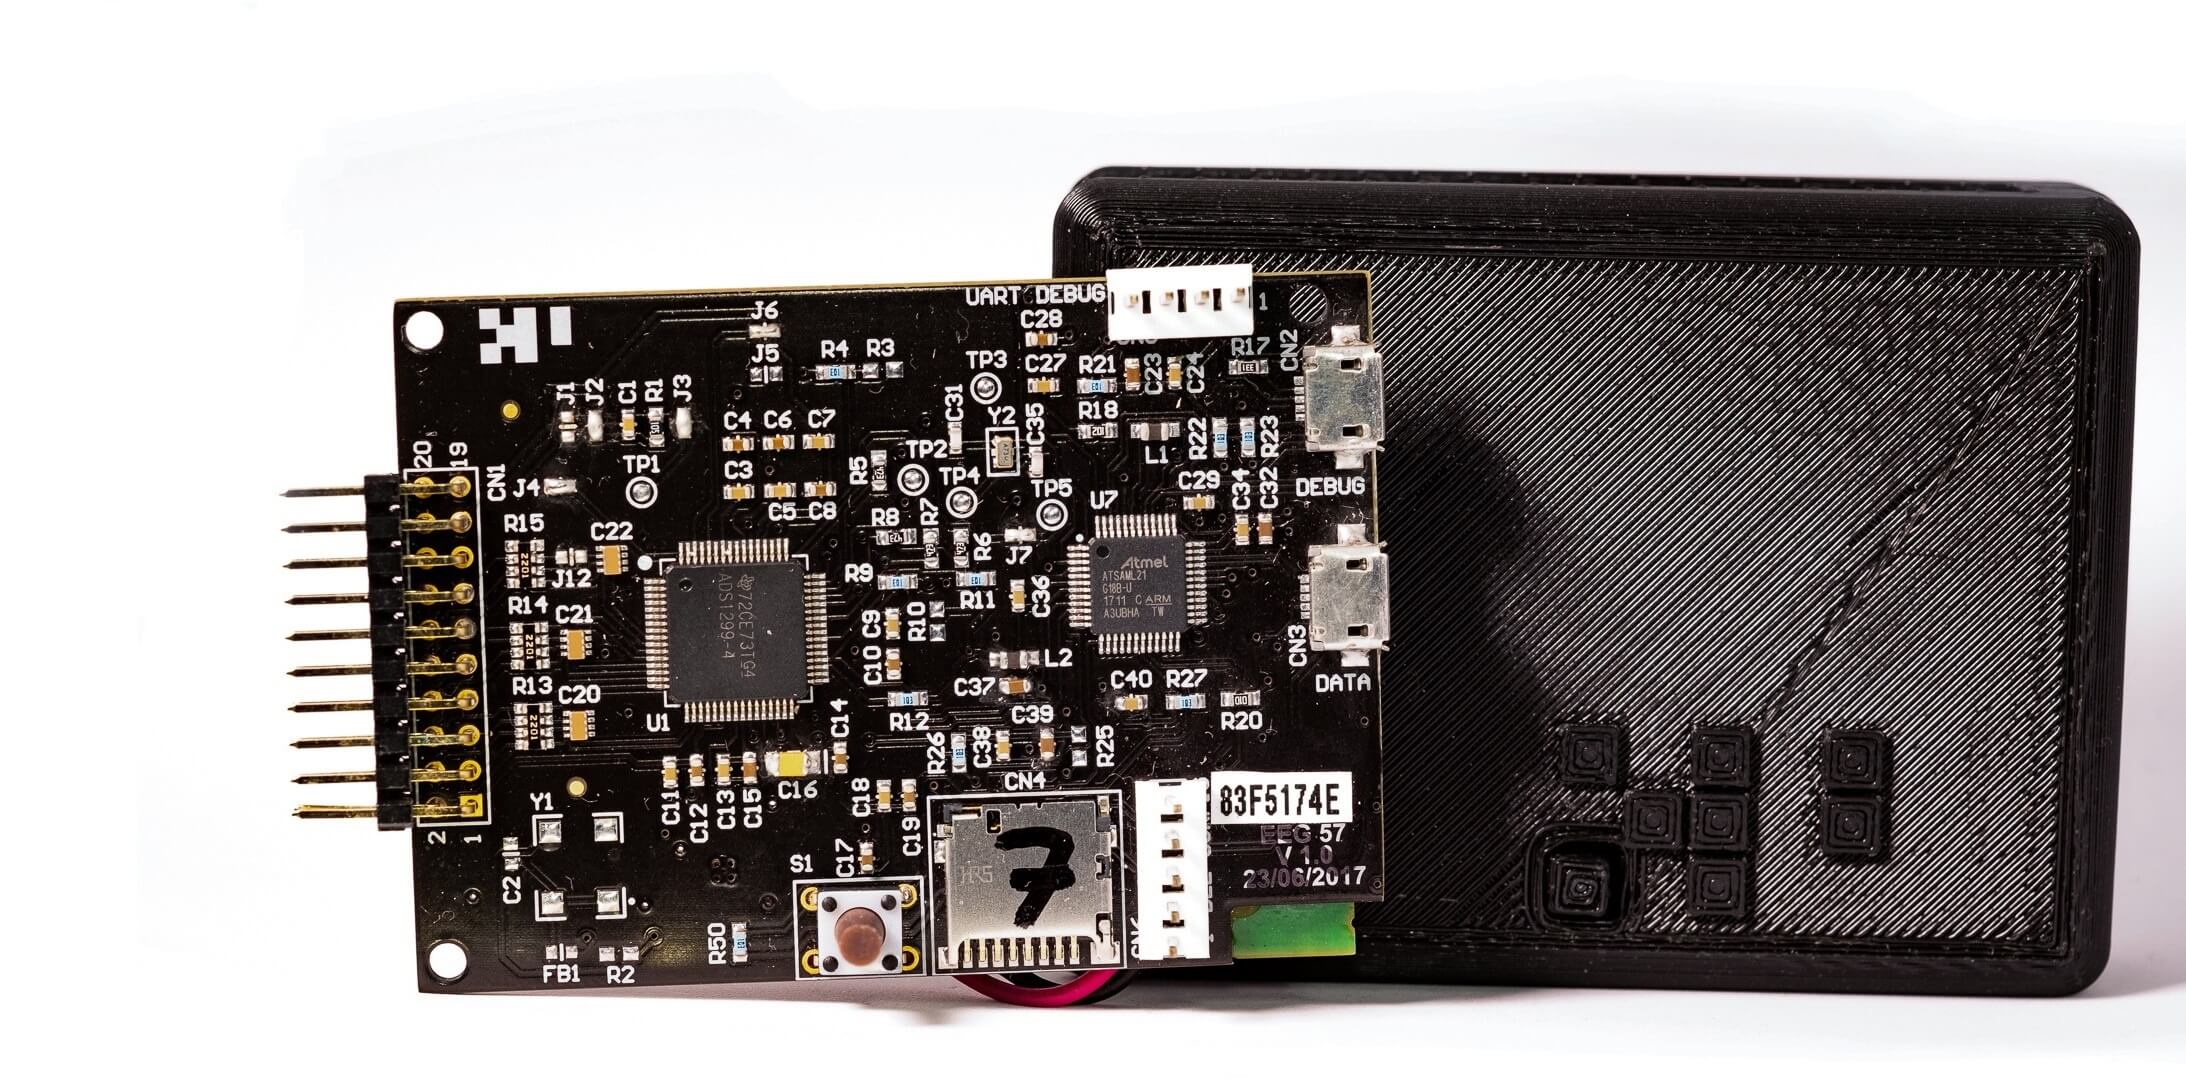 UART DEBUG
1
J6
C28
J5
R4
R3
TP3
C27
R21
C23
C24
R17
CN2
J1
J2
C1
R1
J3
C31
Y2
C35
R18
C4
C6
C7
L1
R22
R23
20
19
CN1
J4
TP1
C3
C5
C8
R5
TP2
TP4
TP5
U7
C29
C34
C32
DEBUG
R15
C22
J12
R8
R7
R6
J7
Atmel
ATSAML21
G18B-U
1711 C ARM
A3UBHA TW
R9
R11
C36
72CE73TG4
ADS1299-4
R14
C21
C9
R10
C10
L2
CN3
DATA
R13
C20
U1
C37
C40
R27
R20
R12
C14
C39
R26
C38
R25
C16
C11
C12
C13
C15
C18
C19
CN4
83F5174E
EEG 57
V 1.0
23/06/2017
2
1
Y1
C2
S1
C17
HRS
7
R50
FB1
R2